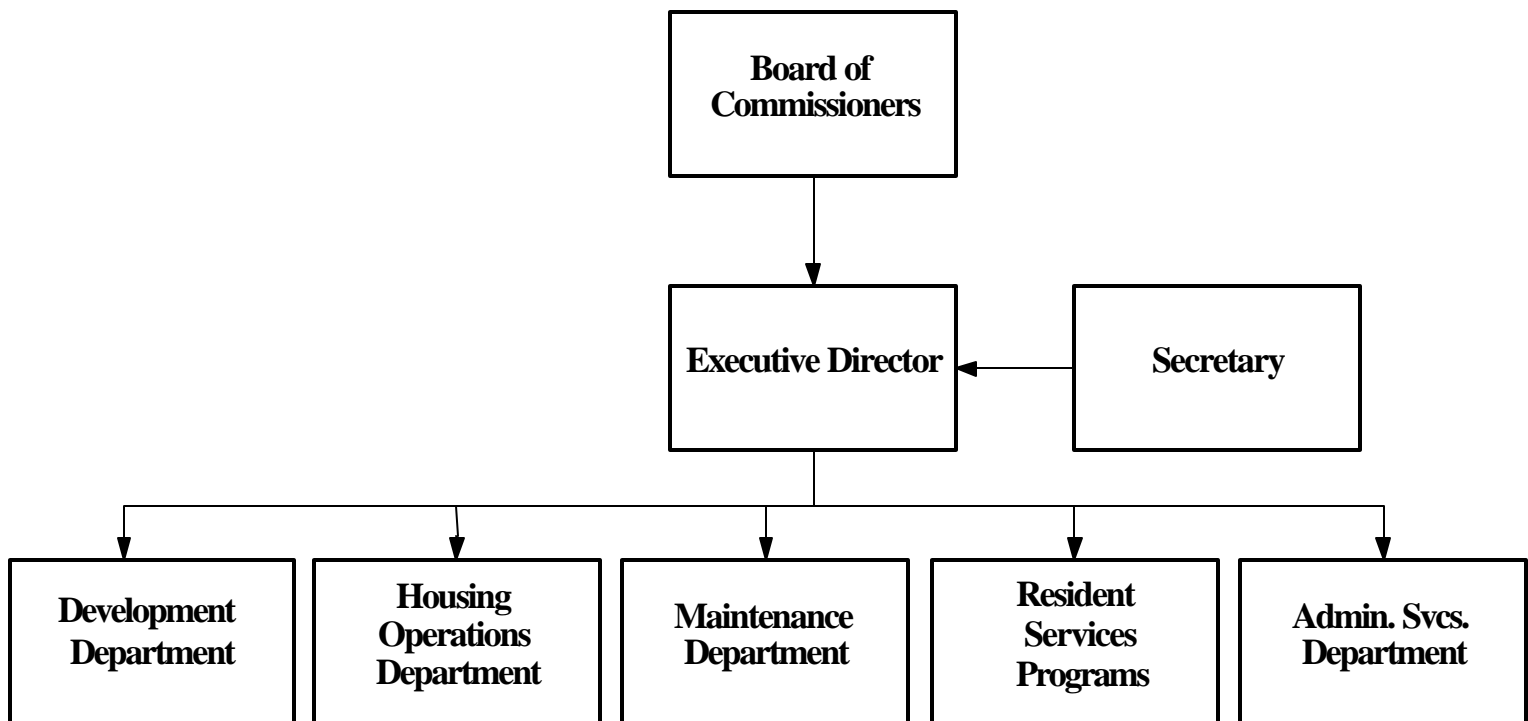 Board of
Commissioners
Executive Director
Secretary
Development
Department
Housing
Operations
Department
Maintenance
Department
Resident
Services
Programs
Admin. Svcs.
Department